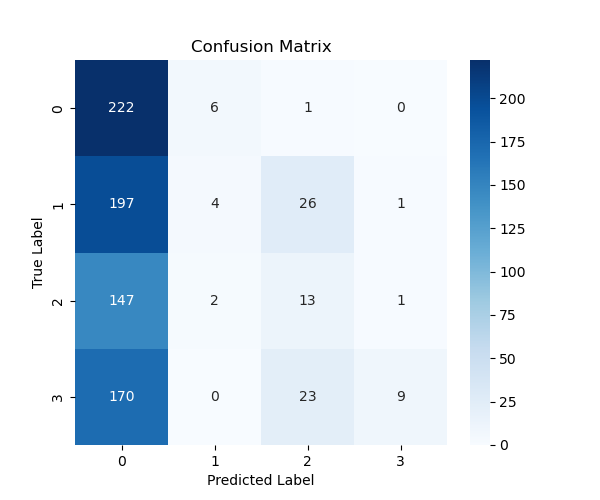 Confusion Matrix
0 222 6 1 0
1 197 4 26 1
2 147 2 13 1
3 170 0 23 9
0 1 2 3
True Label
Predicted Label
200
175
150
125
100
75
50
25
0